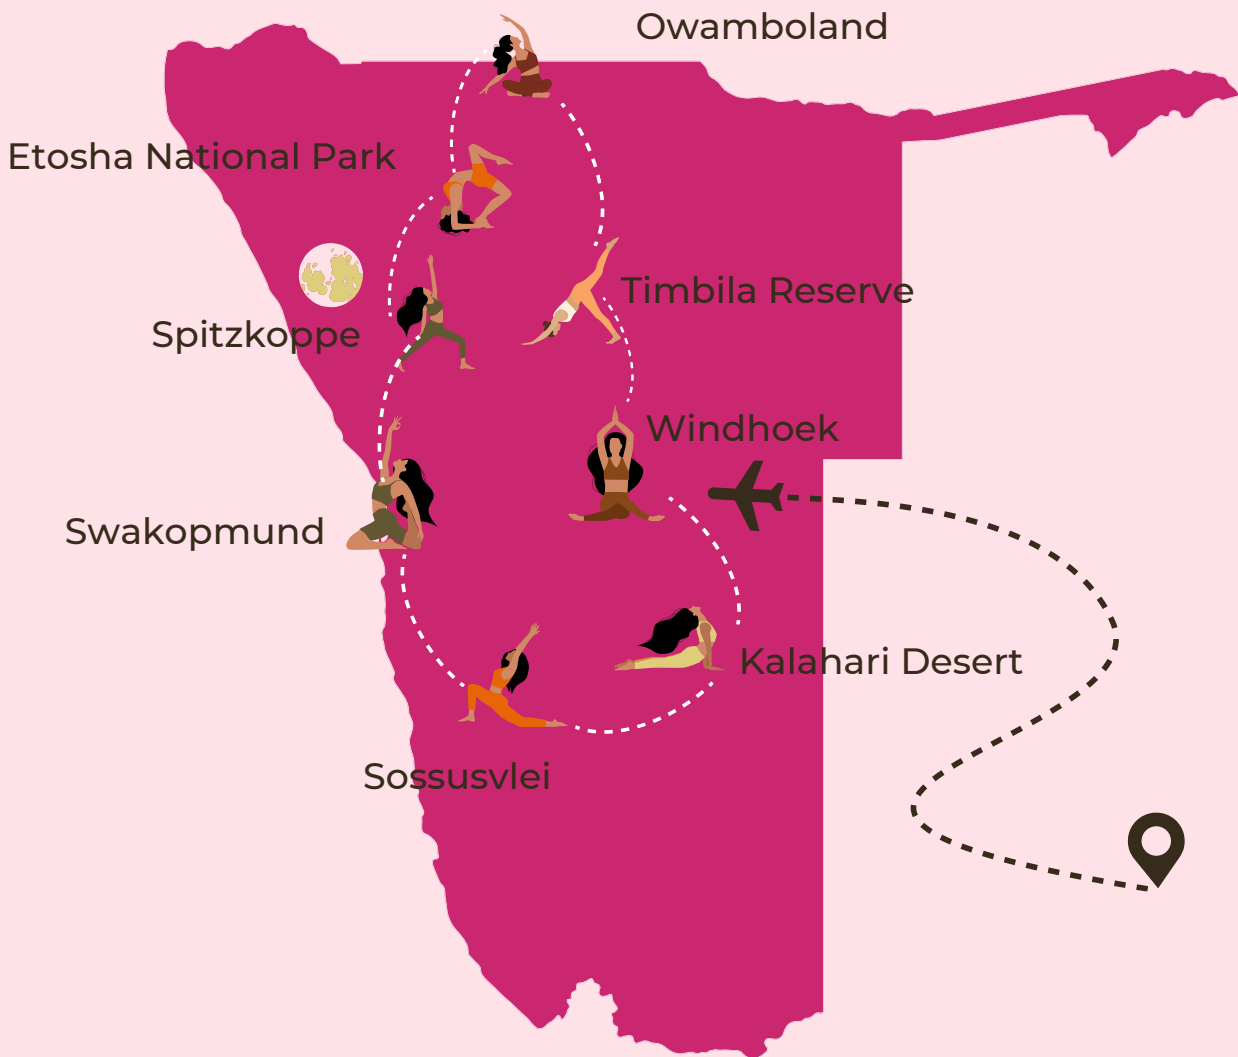 Owamboland
Etosha National Park
Timbila Reserve
Spitzkoppe
Windhoek
Swakopmund
Kalahari Desert
Sossusvlei